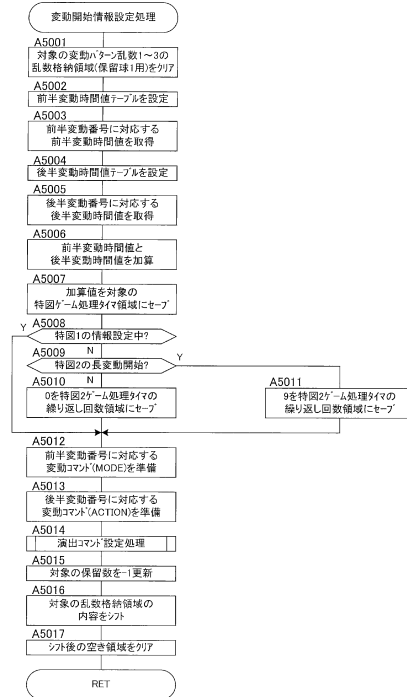 変動開始情報設定処理
A5001
対象の変動パターン乱数1～3の
乱数格納領域(保留球1用)をクリア
A5002
前半変動時間値テーブルを設定
A5003
前半変動番号に対応する
前半変動時間値を取得
A5004
後半変動時間値テーブルを設定
A5005
後半変動番号に対応する
後半変動時間値を取得
A5006
前半変動時間値と
後半変動時間値を加算
A5007
加算値を対象の
特図ゲーム処理タイマ領域にセーブ
A5008
Y
特図1の情報設定中?
N
A5009
Y
特図2の長変動開始?
N
A5010
0を特図2ゲーム処理タイマの
繰り返し回数領域にセーブ
A5011
9を特図2ゲーム処理タイマの
繰り返し回数領域にセーブ
A5012
前半変動番号に対応する
変動コマンド(MODE)を準備
A5013
後半変動番号に対応する
変動コマンド(ACTION)を準備
A5014
演出コマンド設定処理
A5015
対象の保留数を-1更新
A5016
対象の乱数格納領域の
内容をシフト
A5017
シフト後の空き領域をクリア
RET